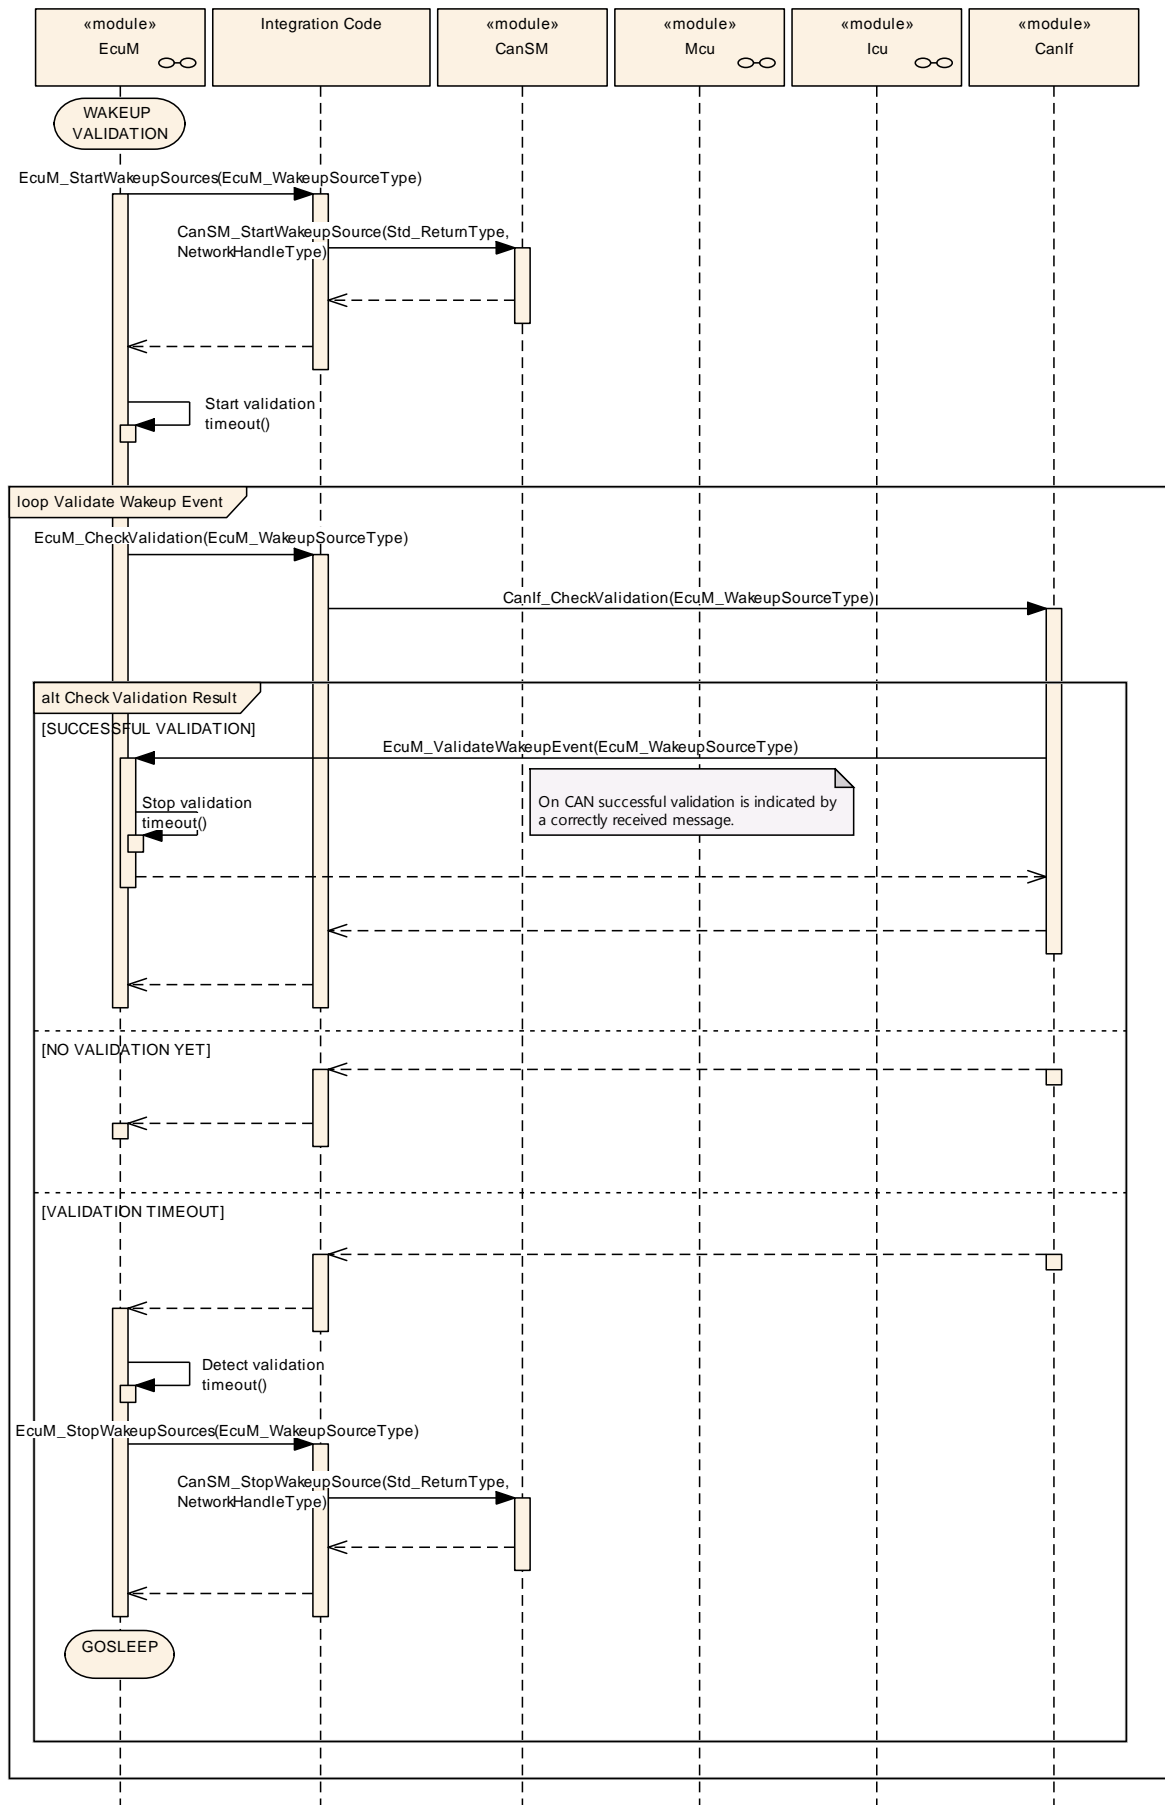 «module»
EcuM
Integration Code
«module»
CanSM
«module»
Mcu
«module»
Icu
«module»
CanIf
WAKEUP
VALIDATION
EcuM_StartWakeupSources(EcuM_WakeupSourceType)
CanSM_StartWakeupSource(Std_ReturnType,
NetworkHandleType)
Start validation
timeout()
loop Validate Wakeup Event
EcuM_CheckValidation(EcuM_WakeupSourceType)
CanIf_CheckValidation(EcuM_WakeupSourceType)
alt Check Validation Result
[SUCCESSFUL VALIDATION]
EcuM_ValidateWakeupEvent(EcuM_WakeupSourceType)
On CAN successful validation is indicated by
a correctly received message.
Stop validation
timeout()
[NO VALIDATION YET]
[VALIDATION TIMEOUT]
Detect validation
timeout()
EcuM_StopWakeupSources(EcuM_WakeupSourceType)
CanSM_StopWakeupSource(Std_ReturnType,
NetworkHandleType)
GOSLEEP